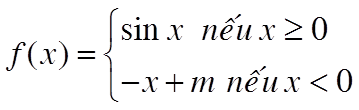 f(x) = { sin x nếu x ≥ 0
−x + m nếu x < 0